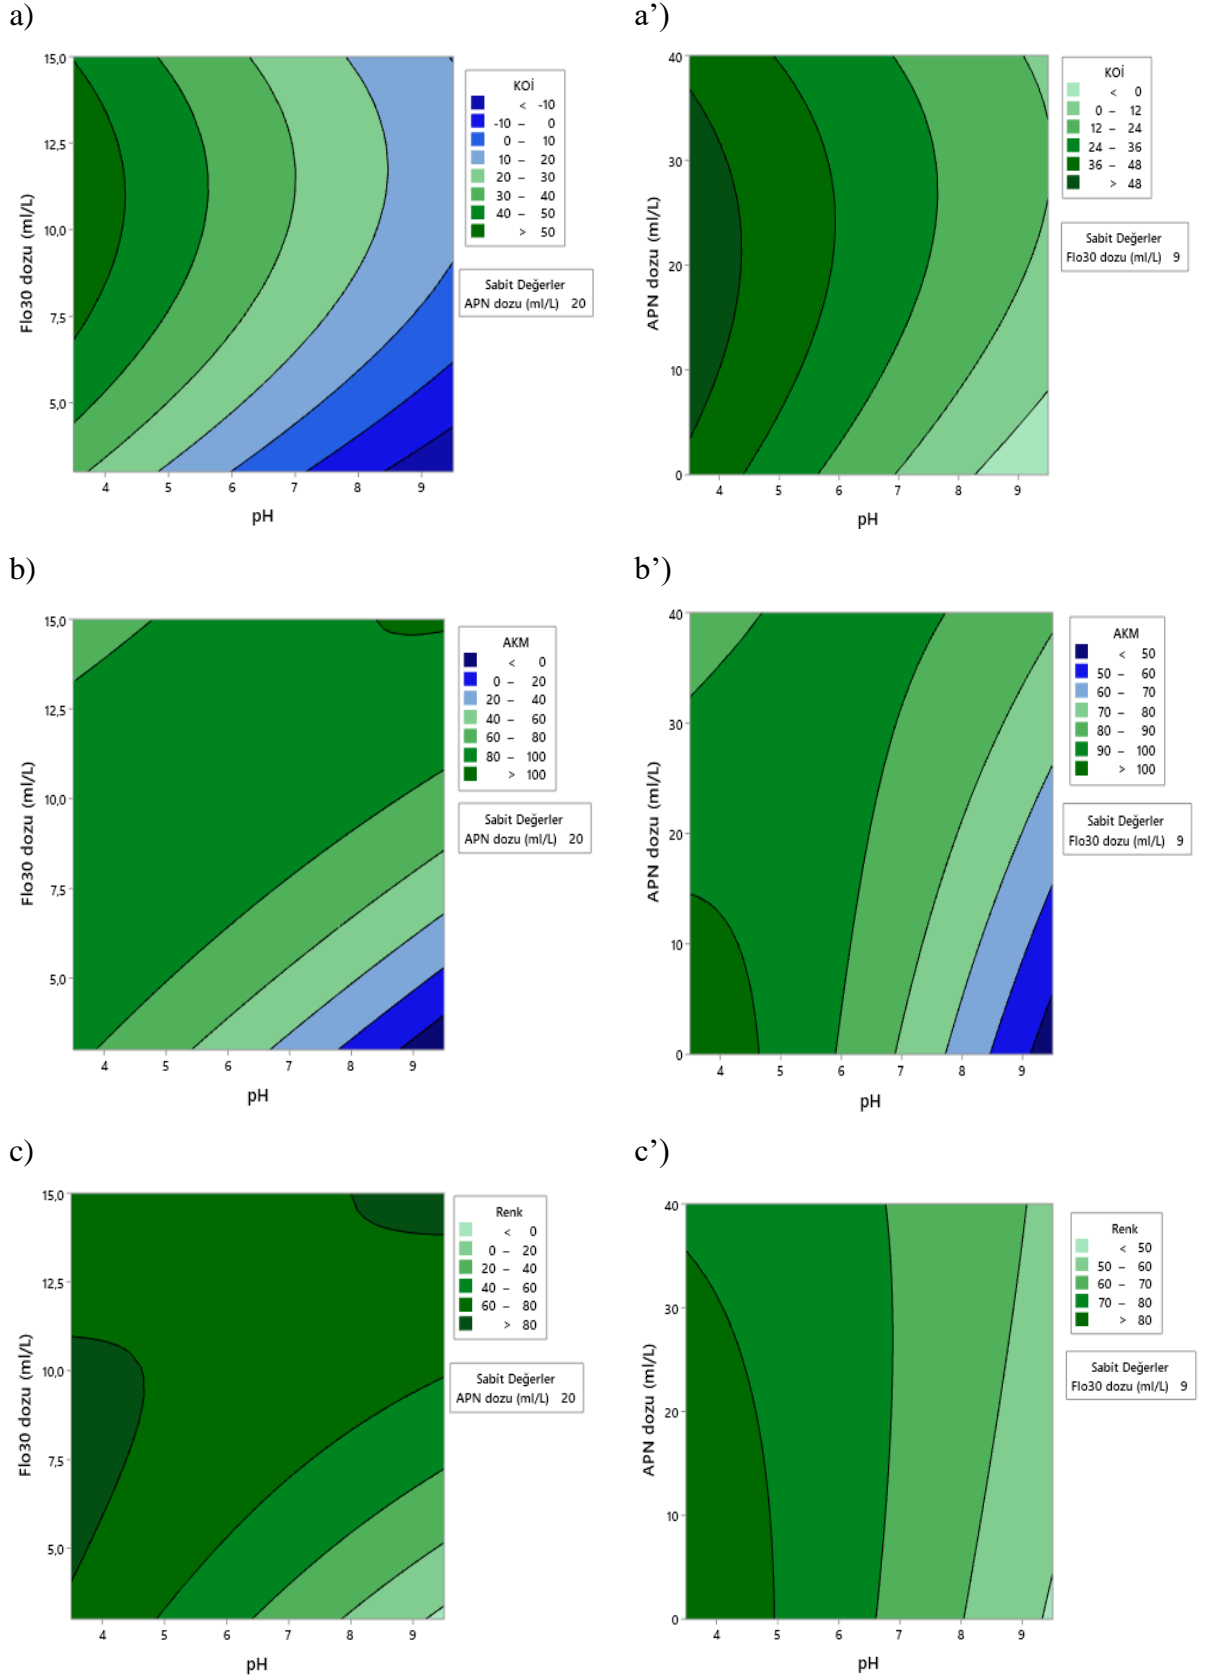 a)
15,0
12,5
10,0
7,5
5,0
Flo30 dozu (ml/L)
4 5 6 7 8 9
pH
KOİ
< -10
-10 – 0
0 – 10
10 – 20
20 – 30
30 – 40
40 – 50
> 50
Sabit Değerler
APN dozu (ml/L) 20
a’)
40
30
20
10
0
APN dozu (ml/L)
4 5 6 7 8 9
pH
KOİ
< 0
0 – 12
12 – 24
24 – 36
36 – 48
> 48
Sabit Değerler
Flo30 dozu (ml/L) 9
b)
15,0
12,5
10,0
7,5
5,0
Flo30 dozu (ml/L)
4 5 6 7 8 9
pH
AKM
< 0
0 – 20
20 – 40
40 – 60
60 – 80
80 – 100
> 100
Sabit Değerler
APN dozu (ml/L) 20
b’)
40
30
20
10
0
APN dozu (ml/L)
4 5 6 7 8 9
pH
AKM
< 50
50 – 60
60 – 70
70 – 80
80 – 90
90 – 100
> 100
Sabit Değerler
Flo30 dozu (ml/L) 9
c)
15,0
12,5
10,0
7,5
5,0
Flo30 dozu (ml/L)
4 5 6 7 8 9
pH
Renk
< 0
0 – 20
20 – 40
40 – 60
60 – 80
> 80
Sabit Değerler
APN dozu (ml/L) 20
c’)
40
30
20
10
0
APN dozu (ml/L)
4 5 6 7 8 9
pH
Renk
< 50
50 – 60
60 – 70
70 – 80
> 80
Sabit Değerler
Flo30 dozu (ml/L) 9